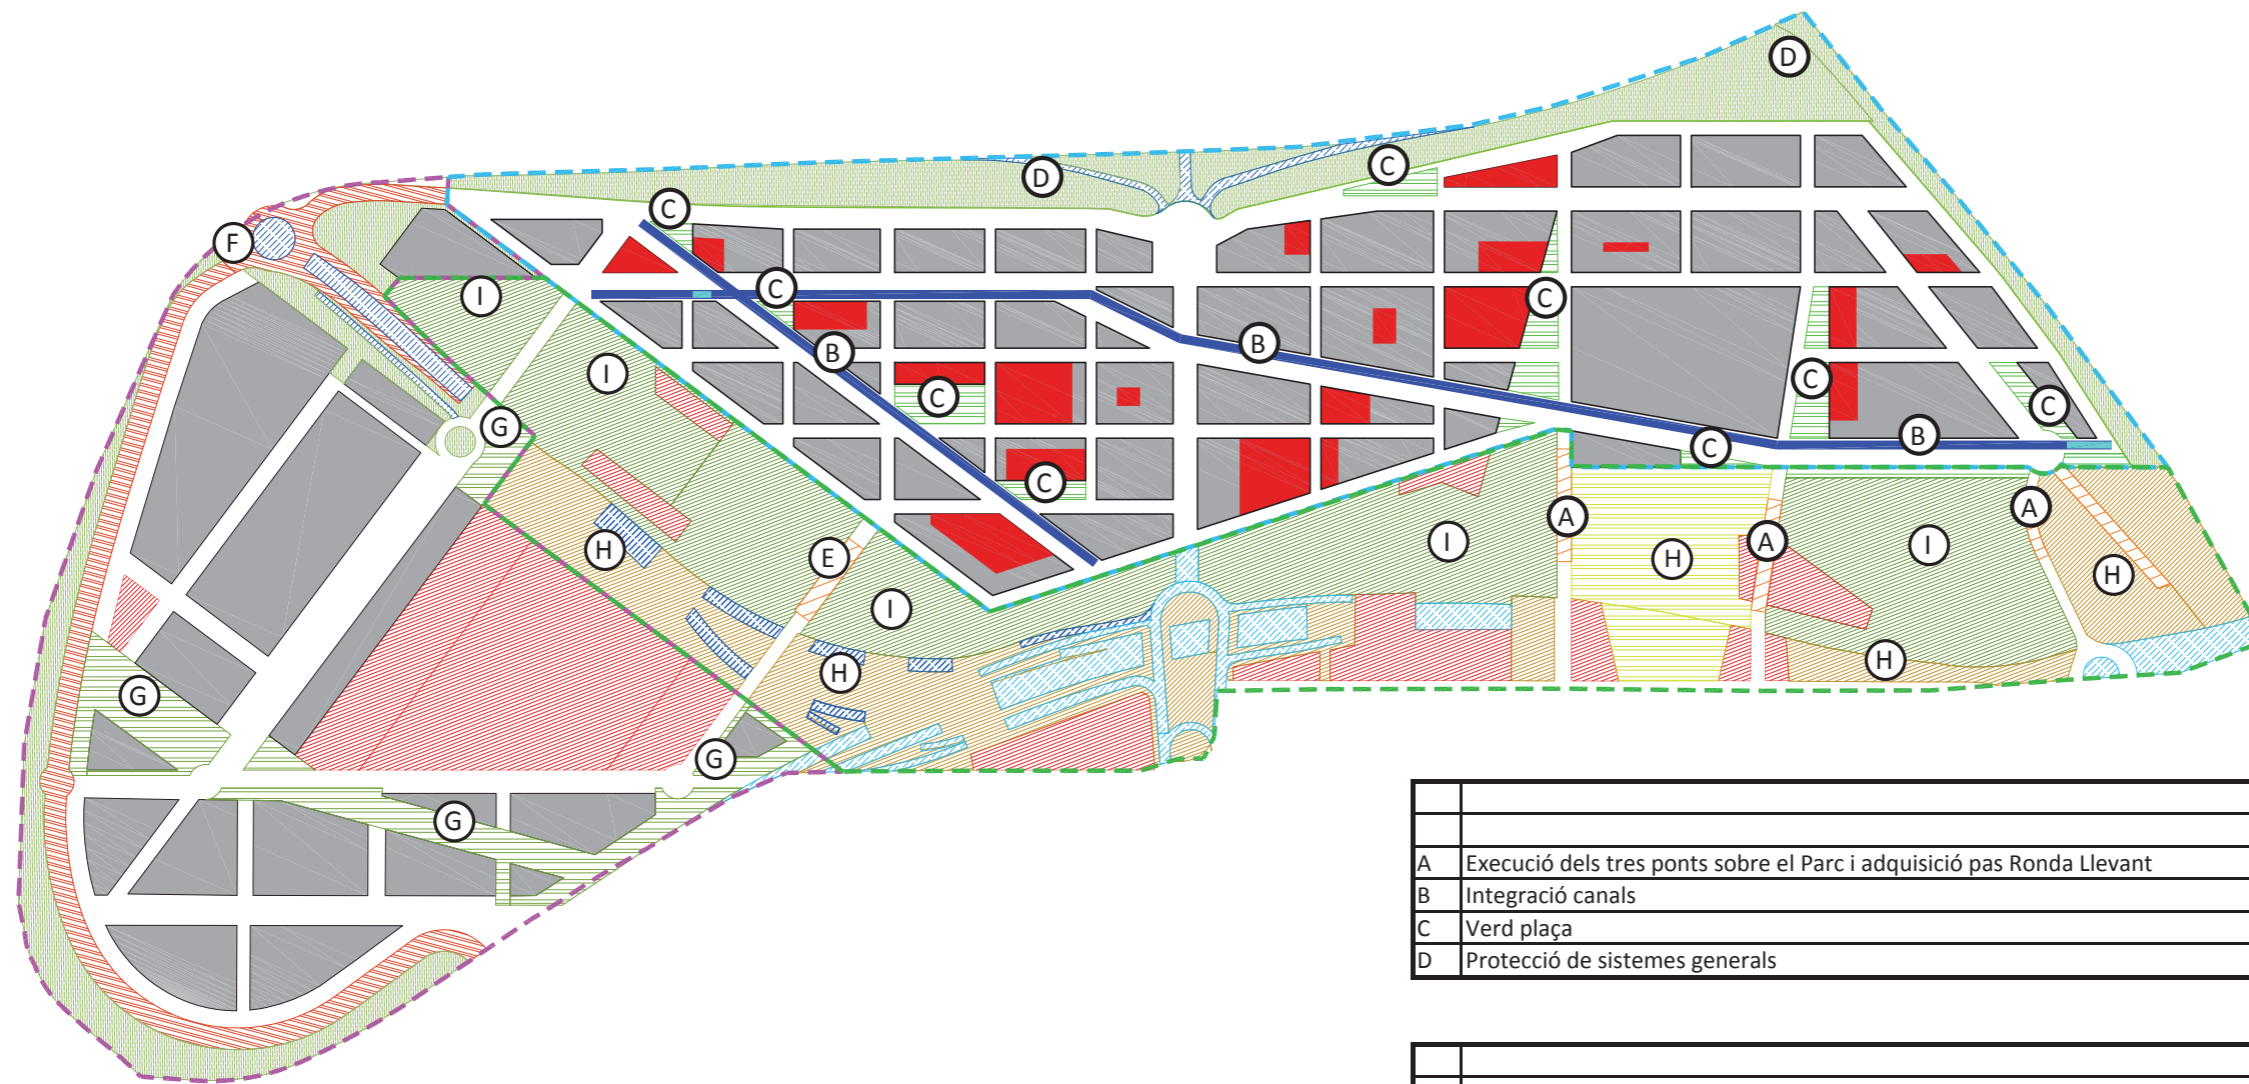 D
C
D
C
F
I
C
C
B
B
I
C
C
C
G
C
B
C
C
A
A
A
E
I
I
H
H
H
I
H
H
G
G
G
A Execució dels tres ponts sobre el Parc i adquisició pas Ronda Llevant
B Integració canals
C Verd plaça
D Protecció de sistemes generals